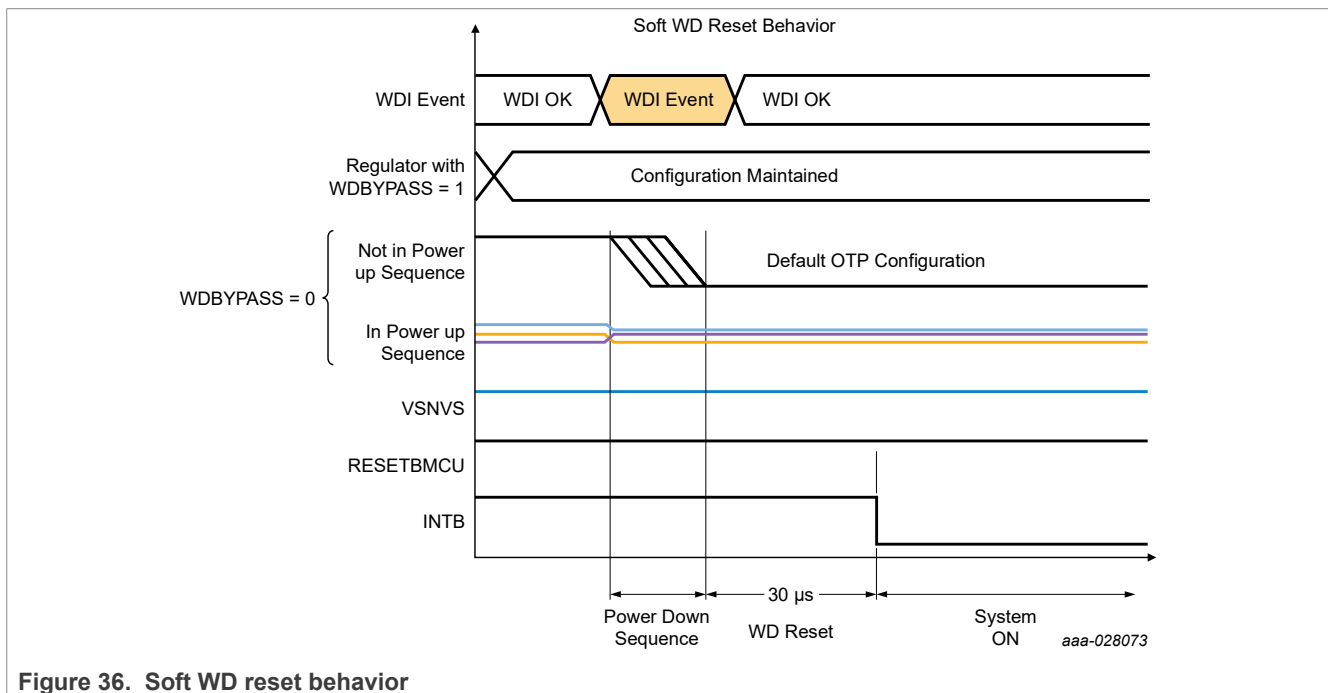 Soft WD Reset Behavior
WDI Event
WDI OK
WDI Event
WDI OK
Regulator with
WDBYPASS = 1
Configuration Maintained
WDBYPASS = 0
Not in Power
up Sequence
Default OTP Configuration
In Power up
Sequence
VSNVS
RESETBMCU
INTB
Power Down
Sequence
30 µs
WD Reset
System
ON
aaa-028073
Figure 36. Soft WD reset behavior